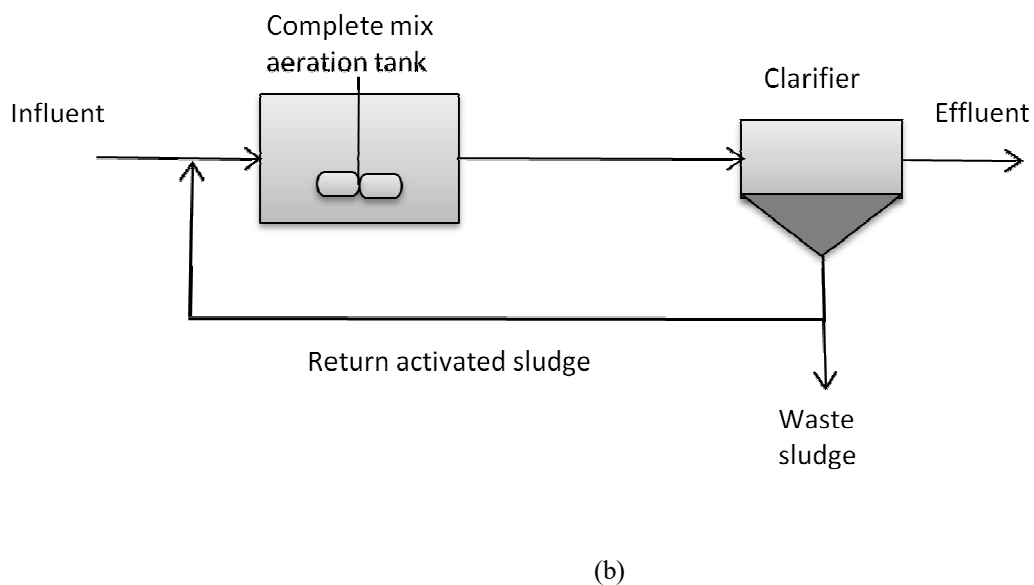 Complete mix
aeration tank
Clarifier
Influent
Effluent
Return activated sludge
Waste
sludge
(b)